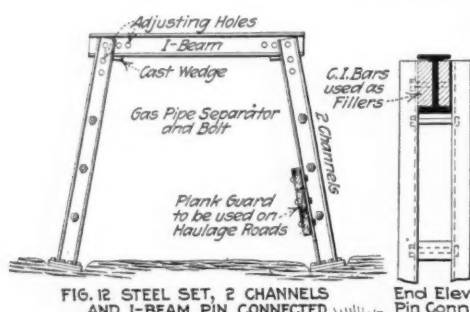 Adjusting Holes
I-Beam
Cast Wedge
C.I. Bars
used as
Fillers
Gas Pipe Separator
and Bolt
2 Channels
Plank Guard
to be used on
Haulage Roads
FIG. 12 STEEL SET, 2 CHANNELS
AND I-BEAM PIN CONNECTED
End Elev
Pin Conn